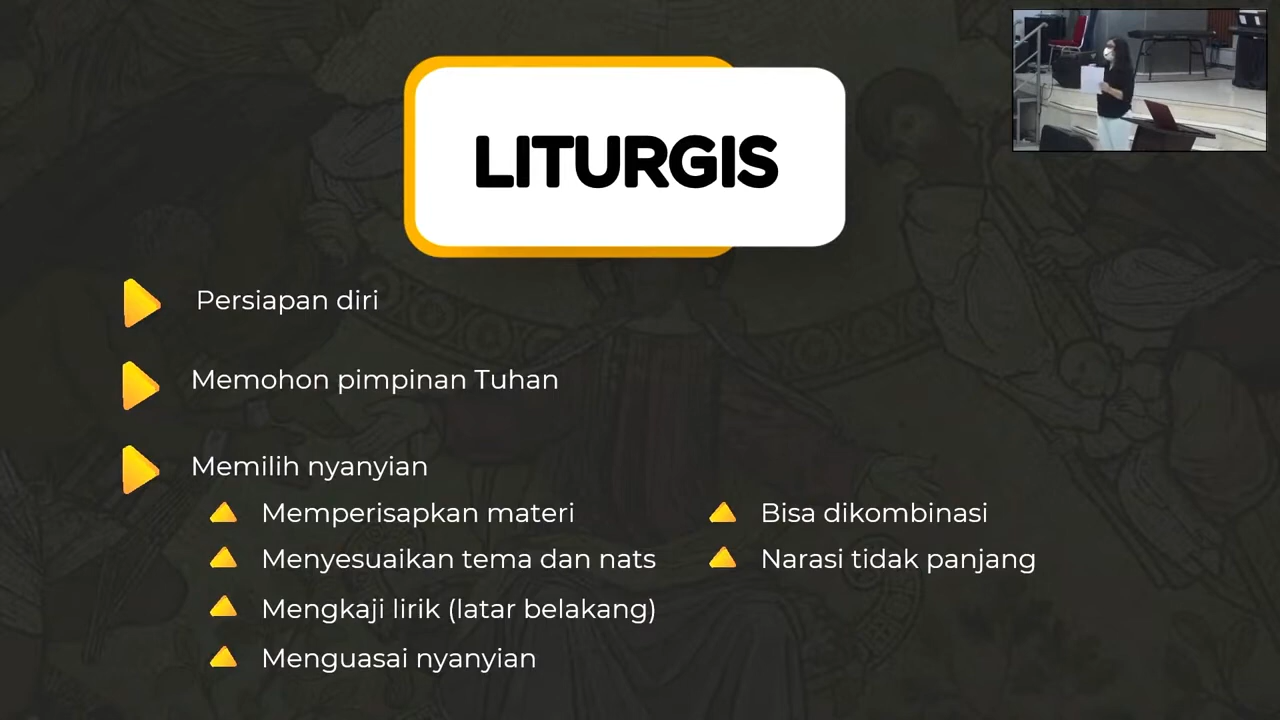 LITURGIS
Persiapan diri
Memohon pimpinan Tuhan
Memilih nyanyian
Memperisapkan materi
Menyesuaikan tema dan nats
Mengkaji lirik (latar belakang)
Menguasai nyanyian
Bisa dikombinasi
Narasi tidak panjang